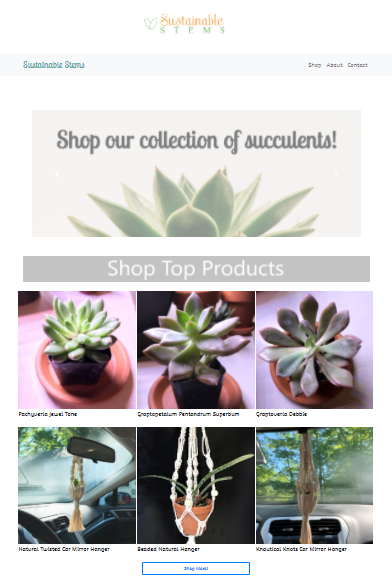 Sustainable
STEMS
Sustainable Stems
Shop About Contact
Shop our collection of succulents!
Shop Top Products
Pachyveria Jewel Tone
Graptopetalum Pentandrum Superbum
Graptoveria Debbie
Natural Twisted Car Mirror Hanger
Beaded Natural Hanger
Knautical Knots Car Mirror Hanger
Shop More!